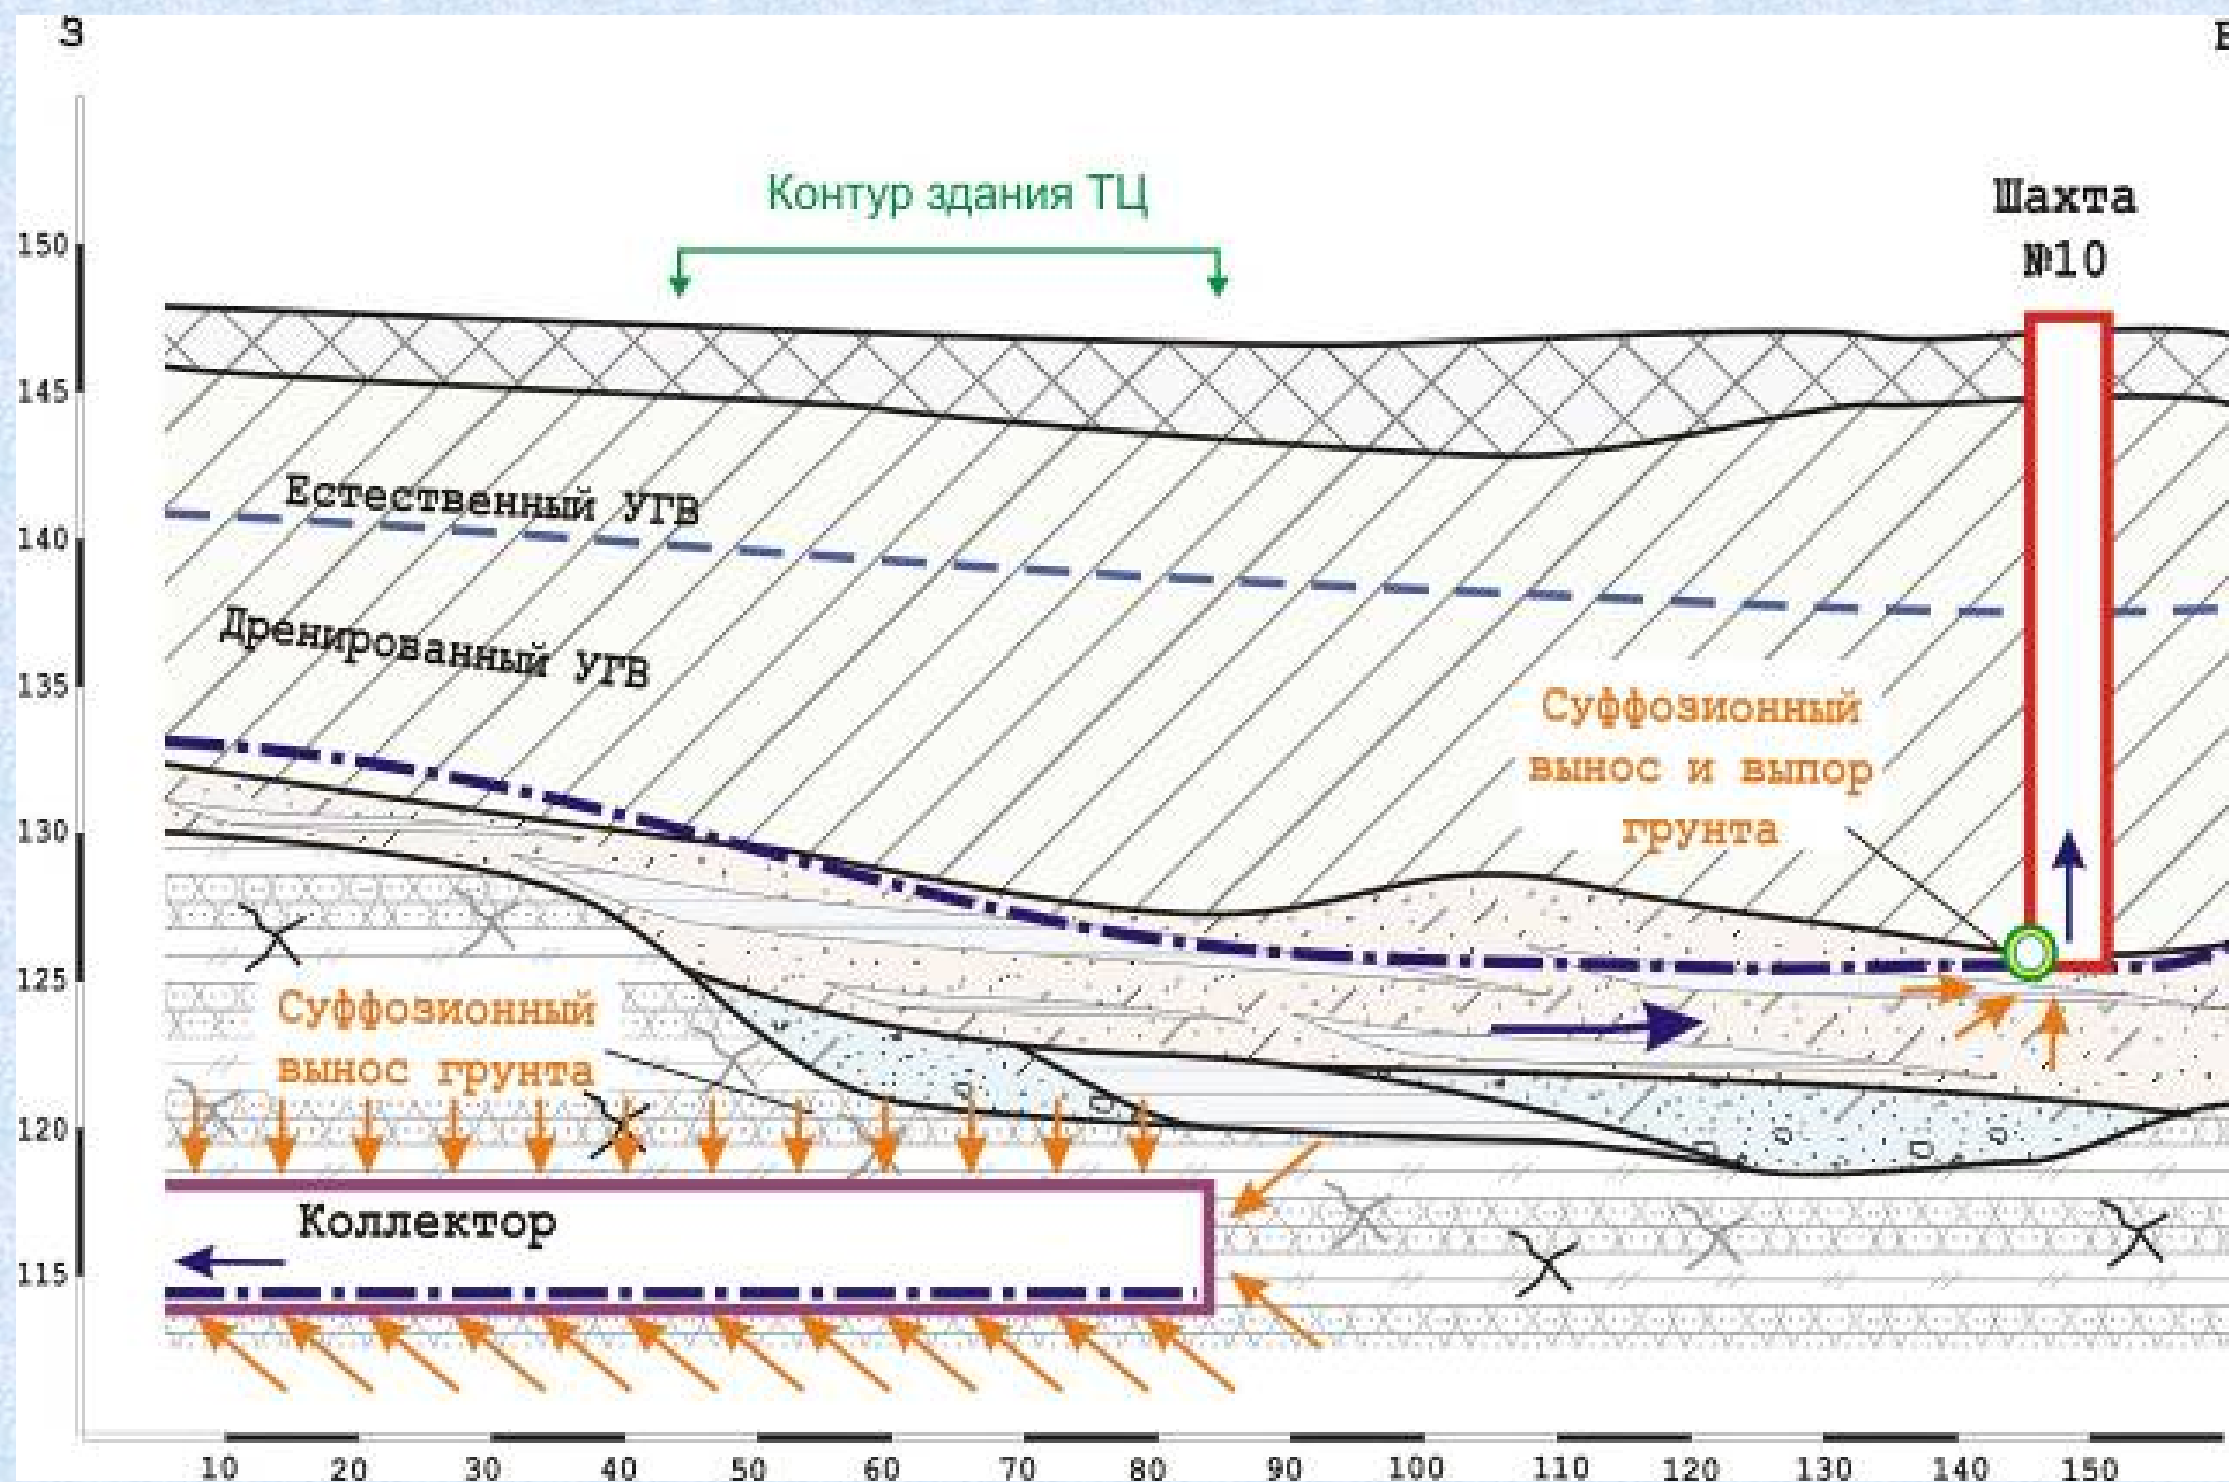 З
Контур здания ТЦ
Шахта
№10
150
145
Естественный УГВ
140
Дренированный УГВ
135
Суффозионный
вынос и выпор
грунта
130
125
Суффозионный
вынос грунта
120
Коллектор
115
10 20 30 40 50 60 70 80 90 100 110 120 130 140 150